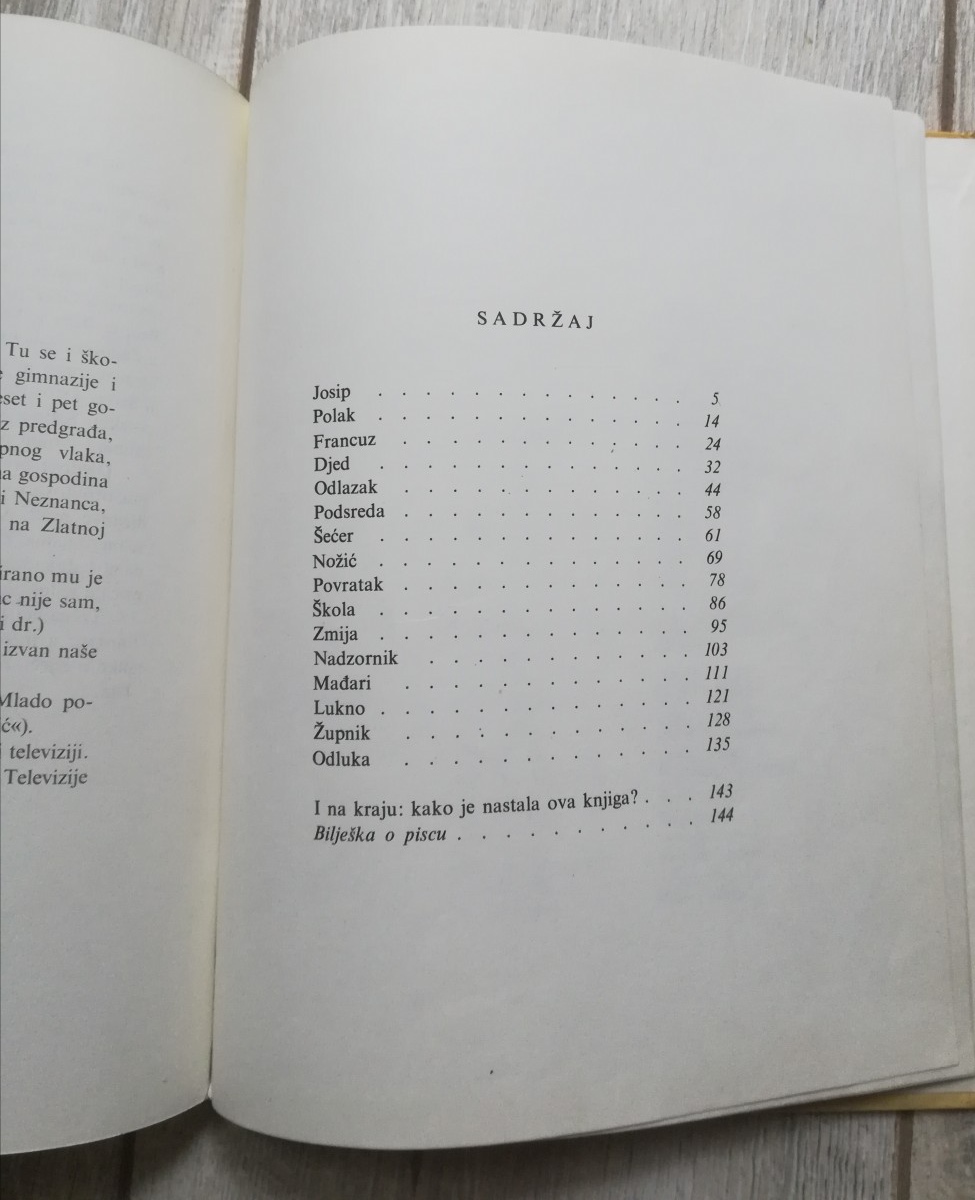 Tu se i ško-
gimnazije i
set i pet go-
z predgrađa,
pnog vlaka,
a gospodina
i Neznanca,
na Zlatnoj
irano mu je
c nije sam,
i dr.)
izvan naše
Mlado po-
ć«).
televiziji.
Televizije
SADRŽAJ
Josip . . . . . . . . . . . . . 5
Polak . . . . . . . . . . . . . 14
Francuz . . . . . . . . . . . . 24
Djed . . . . . . . . . . . . . 32
Odlazak . . . . . . . . . . . . 44
Podsreda . . . . . . . . . . . . 58
Šećer . . . . . . . . . . . . . 61
Nožić . . . . . . . . . . . . . 69
Povratak . . . . . . . . . . . . 78
Škola . . . . . . . . . . . . . 86
Zmija . . . . . . . . . . . . . 95
Nadzornik . . . . . . . . . . . 103
Mađari . . . . . . . . . . . . 111
Lukno . . . . . . . . . . . . . 121
Župnik . . . . . . . . . . . . 128
Odluka . . . . . . . . . . . . 135
I na kraju: kako je nastala ova knjiga? . . . 143
Bilješka o piscu . . . . . . . . . . 144